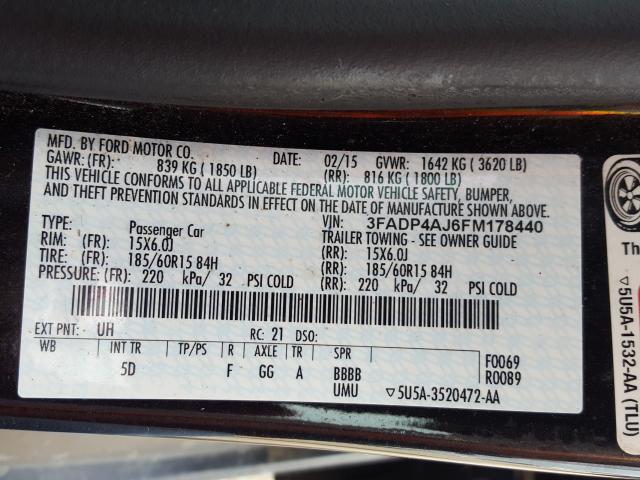 MFD. BY FORD MOTOR CO.
DATE: 02/15 GVWR: 1642 KG ( 3620 LB)
GAWR: (FR): 839 KG ( 1850 LB) (RR): 816 KG ( 1800 LB)
THIS VEHICLE CONFORMS TO ALL APPLICABLE FEDERAL MOTOR VEHICLE SAFETY, BUMPER,
AND THEFT PREVENTION STANDARDS IN EFFECT ON THE DATE OF MANUFACTURE SHOWN ABOVE.
VIN: 3FADP4AJ6FM178440
TYPE: Passenger Car TRAILER TOWING - SEE OWNER GUIDE
RIM: (FR): 15X6.0J (RR): 15X6.0J
TIRE: (FR): 185/60R15 84H (RR): 185/60R15 84H
PRESSURE: (FR): 220 kPa/ 32 PSI COLD (RR): 220 kPa/ 32 PSI COLD
EXT PNT: UH RC: 21 DSO:
WB INT TR TP/PS R AXLE TR SPR F0069
5D F GG A BBBB R0089
UMU ▽5U5A-3520472-AA
Th
▽5U5A-1532-AA (TLU)